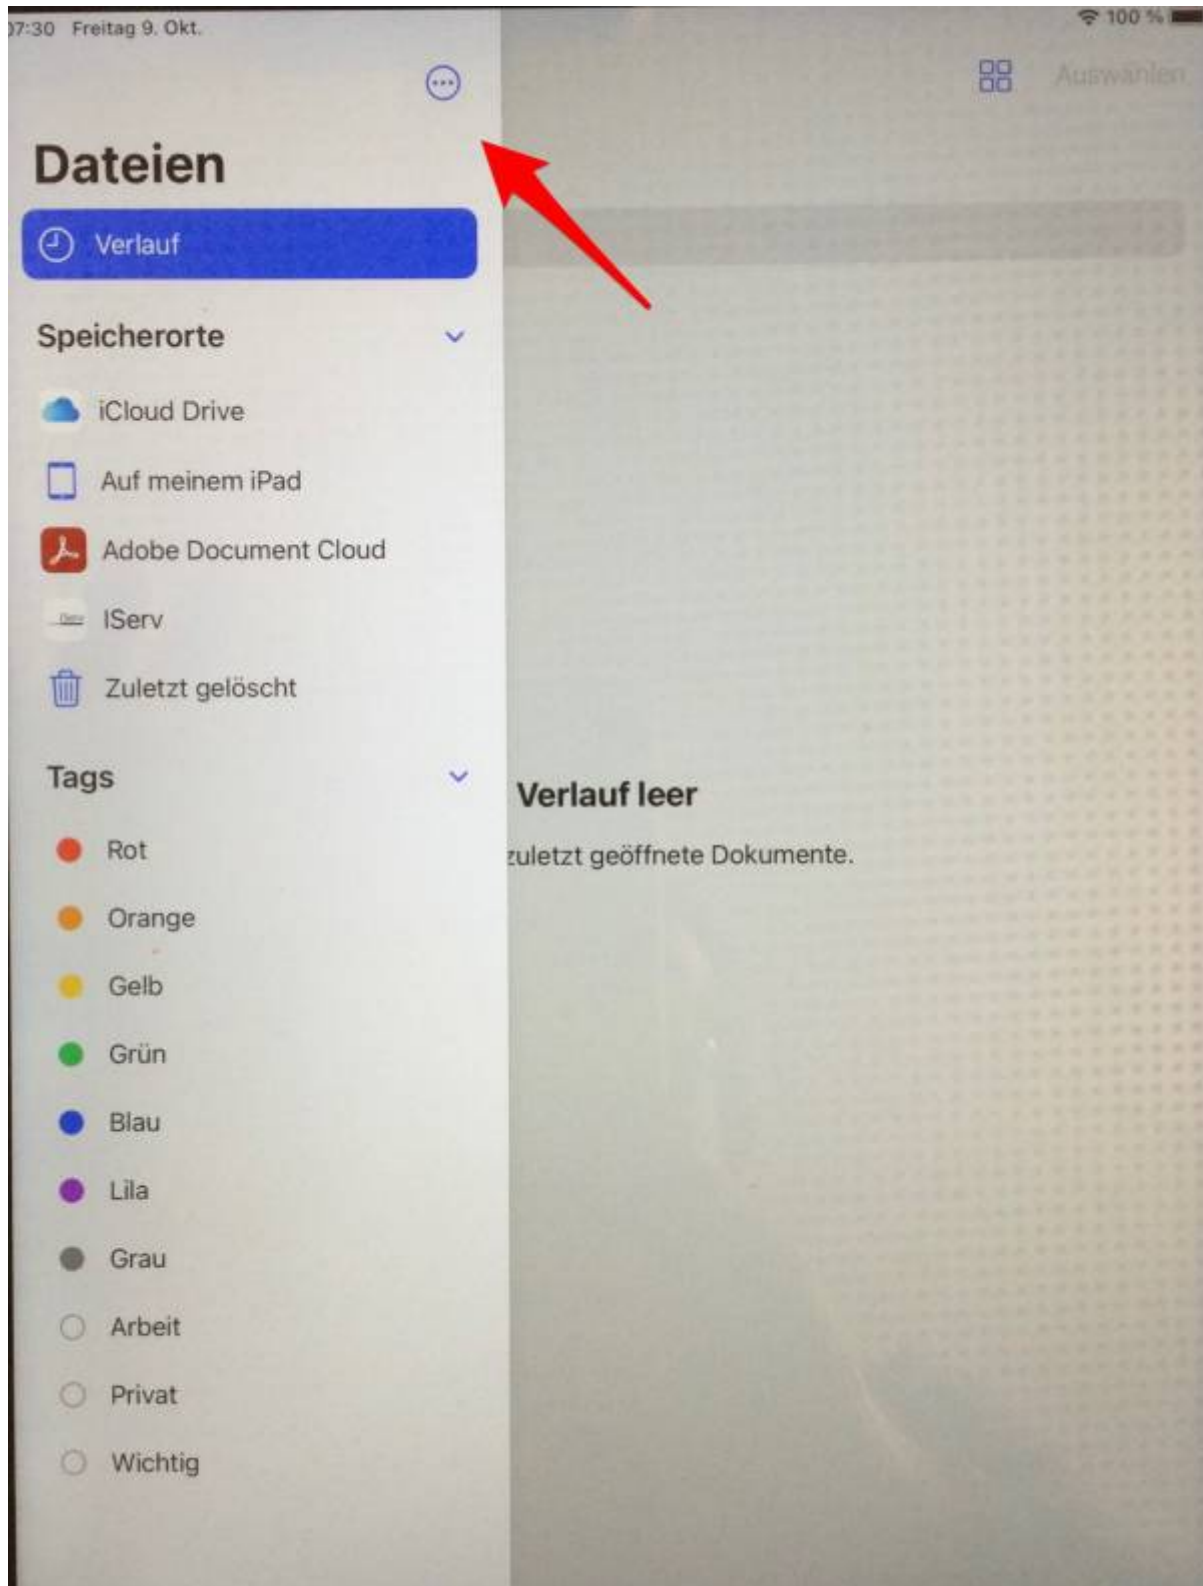 07:30 Freitag 9. Okt.
100 %
Auswählen
Dateien
Verlauf
Speicherorte
iCloud Drive
Auf meinem iPad
Adobe Document Cloud
IServ
Zuletzt gelöscht
Tags
Verlauf leer
zuletzt geöffnete Dokumente.
Rot
Orange
Gelb
Grün
Blau
Lila
Grau
Arbeit
Privat
Wichtig